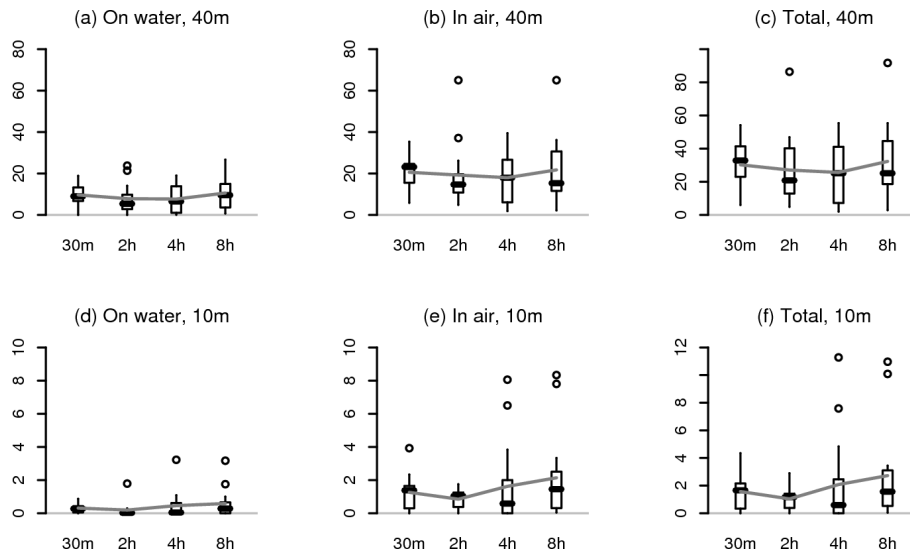 (a) On water, 40m
(b) In air, 40m
(c) Total, 40m
80
60
40
20
0
80
60
40
20
0
80
60
40
20
0
30m 2h 4h 8h
30m 2h 4h 8h
30m 2h 4h 8h
(d) On water, 10m
(e) In air, 10m
(f) Total, 10m
10
8
6
4
2
0
10
8
6
4
2
0
12
8
6
4
2
0
30m 2h 4h 8h
30m 2h 4h 8h
30m 2h 4h 8h